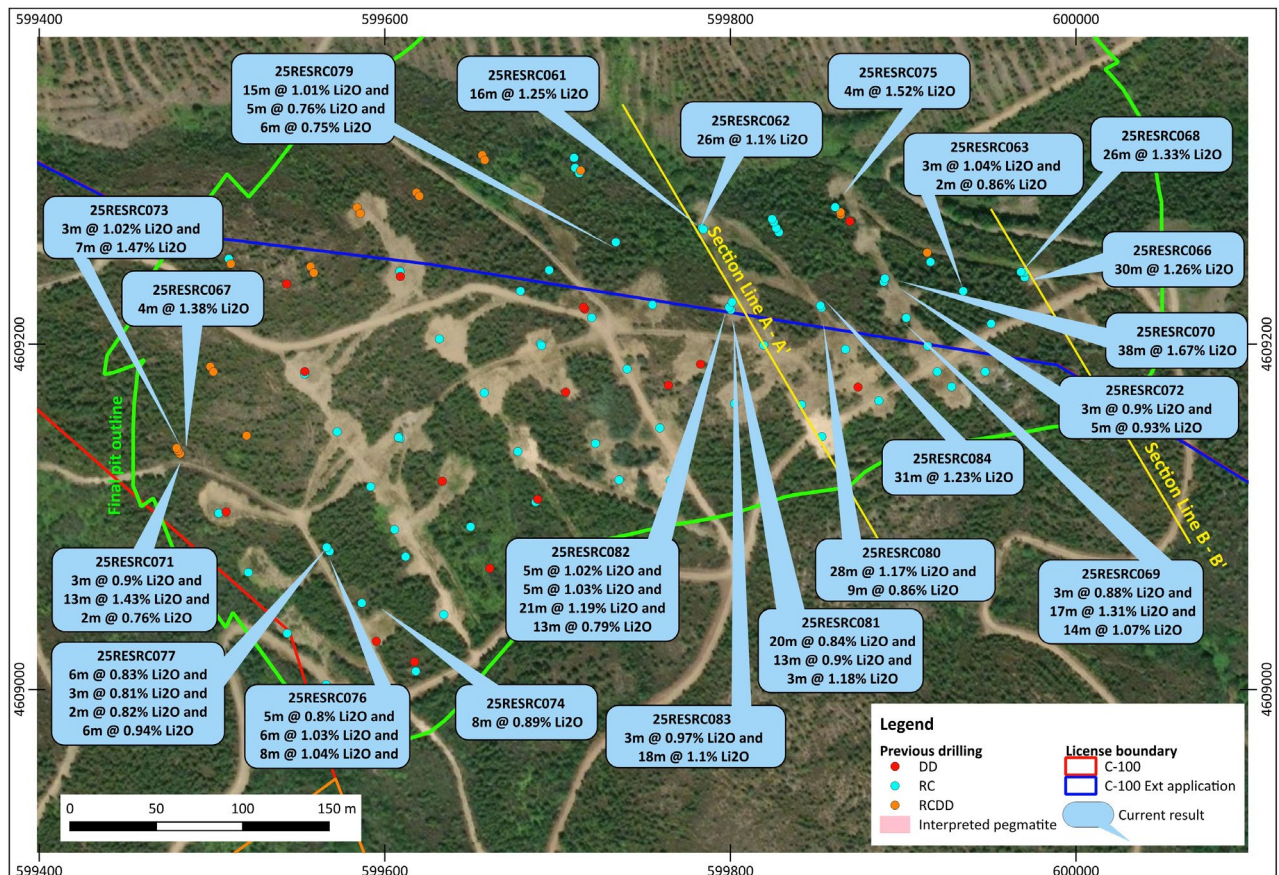 599400
599600
599800
600000
25RESRC079
15m @ 1.01% Li2O and
5m @ 0.76% Li2O and
6m @ 0.75% Li2O
25RESRC061
16m @ 1.25% Li2O
25RESRC062
26m @ 1.1% Li2O
25RESRC075
4m @ 1.52% Li2O
25RESRC063
3m @ 1.04% Li2O and
2m @ 0.86% Li2O
25RESRC068
26m @ 1.33% Li2O
25RESRC073
3m @ 1.02% Li2O and
7m @ 1.47% Li2O
25RESRC067
4m @ 1.38% Li2O
25RESRC066
30m @ 1.26% Li2O
25RESRC070
38m @ 1.67% Li2O
25RESRC072
3m @ 0.9% Li2O and
5m @ 0.93% Li2O
Section Line A - A'
Section Line B - B'
4609200
4609200
Final pit outline
25RESRC084
31m @ 1.23% Li2O
25RESRC071
3m @ 0.9% Li2O and
13m @ 1.43% Li2O and
2m @ 0.76% Li2O
25RESRC082
5m @ 1.02% Li2O and
5m @ 1.03% Li2O and
21m @ 1.19% Li2O and
13m @ 0.79% Li2O
25RESRC080
28m @ 1.17% Li2O and
9m @ 0.86% Li2O
25RESRC069
3m @ 0.88% Li2O and
17m @ 1.31% Li2O and
14m @ 1.07% Li2O
25RESRC081
20m @ 0.84% Li2O and
13m @ 0.9% Li2O and
3m @ 1.18% Li2O
25RESRC077
6m @ 0.83% Li2O and
3m @ 0.81% Li2O and
2m @ 0.82% Li2O and
6m @ 0.94% Li2O
25RESRC076
5m @ 0.8% Li2O and
6m @ 1.03% Li2O and
8m @ 1.04% Li2O and
25RESRC074
8m @ 0.89% Li2O
25RESRC083
3m @ 0.97% Li2O and
18m @ 1.1% Li2O
4609000
4609000
Legend
Previous drilling
DD
RC
RCDD
Interpreted pegmatite
License boundary
C-100
C-100 Ext application
Current result
0 50 100 150 m
599400
599600
599800
600000